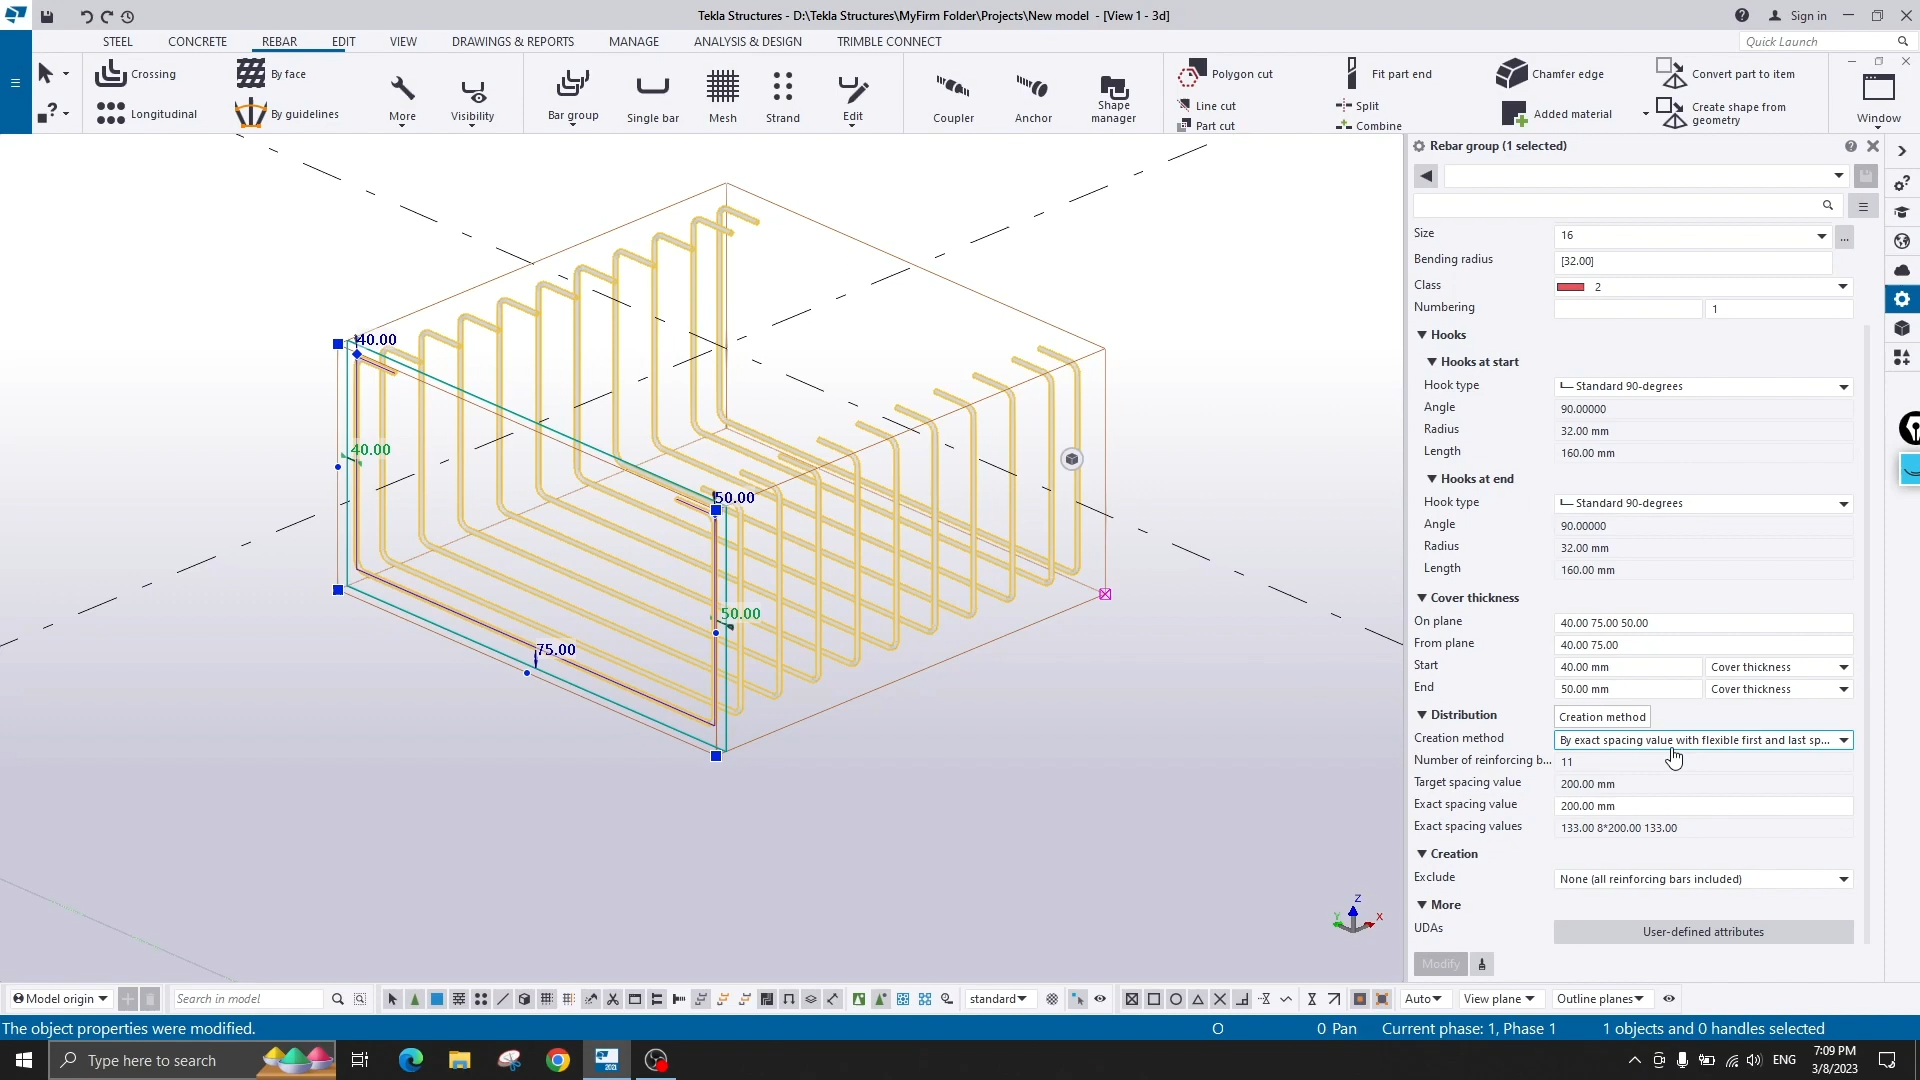 Tekla Structures - D:\Tekla Structures\MyFirm Folder\Projects\New model - [View 1 - 3d]
Sign in
STEEL CONCRETE REBAR EDIT VIEW DRAWINGS & REPORTS MANAGE ANALYSIS & DESIGN TRIMBLE CONNECT
Quick Launch
Crossing
Longitudinal
By face
By guidelines
More
Visibility
Bar group
Single bar
Mesh
Strand
Edit
Coupler
Anchor
Shape
manager
Polygon cut
Line cut
Part cut
Fit part end
Split
Combine
Chamfer edge
Added material
Convert part to item
Create shape from
geometry
Window
40.00
40.00
50.00
50.00
75.00
Z
Y
X
Rebar group (1 selected)
Size 16
...
Bending radius [32.00]
Class 2
Numbering 1
Hooks
Hooks at start
Hook type Standard 90-degrees
Angle 90.00000
Radius 32.00 mm
Length 160.00 mm
Hooks at end
Hook type Standard 90-degrees
Angle 90.00000
Radius 32.00 mm
Length 160.00 mm
Cover thickness
On plane 40.00 75.00 50.00
From plane 40.00 75.00
Start 40.00 mm Cover thickness
End 50.00 mm Cover thickness
Distribution
Creation method
Creation method By exact spacing value with flexible first and last sp...
Number of reinforcing b... 11
Target spacing value 200.00 mm
Exact spacing value 200.00 mm
Exact spacing values 133.00 8*200.00 133.00
Creation
Exclude None (all reinforcing bars included)
More
UDAs User-defined attributes
Modify
Model origin
Search in model
standard
Auto
View plane
Outline planes
The object properties were modified.
O
0 Pan
Current phase: 1, Phase 1
1 objects and 0 handles selected
Type here to search
2021
ENG
7:09 PM
3/8/2023